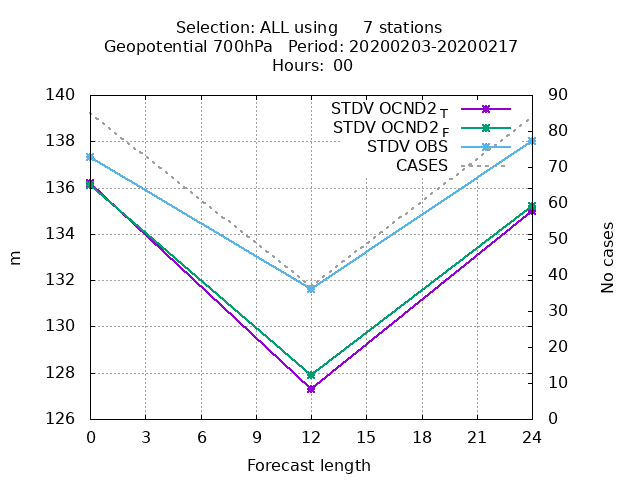 Selection: ALL using 7 stations
Geopotential 700hPa Period: 20200203-20200217
Hours: 00
140
138
136
134
132
130
128
126
m
90
80
70
60
50
40
30
20
10
0
No cases
STDV OCND2 T
STDV OCND2 F
STDV OBS
CASES
0 3 6 9 12 15 18 21 24
Forecast length